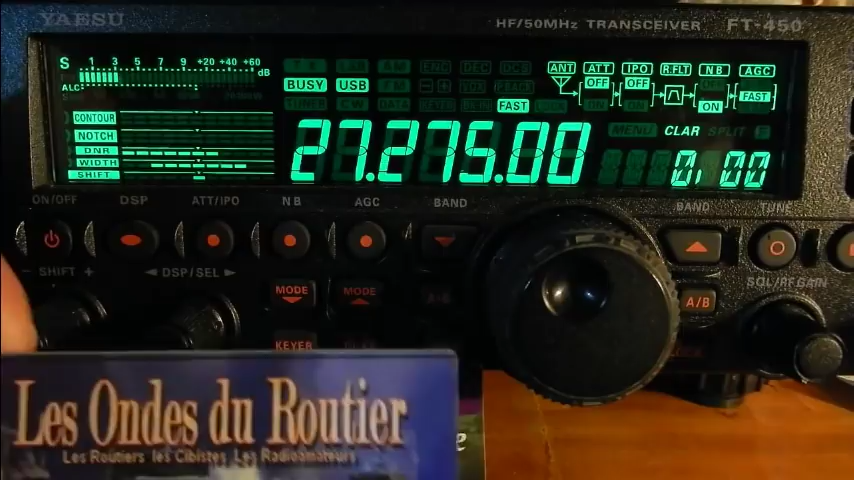 YAESU
HF/50MHz TRANSCEIVER FT-450
S 1 3 5 7 9 +20 +40 +60 dB
ALC
ANT ATT IPO R.FLT NB AGC
OFF OFF
BUSY USB
FAST
ON
FAST
CONTOUR
NOTCH
DNR
WIDTH
SHIFT
MENU CLAR SPLIT
27.275.00
0.00
ON/OFF DSP ATT/IPO NB AGC BAND
BAND TUNE
- SHIFT +
◄ DSP/SEL ►
SQL/RF GAIN
MODE MODE A/B
A/B
KEYER
Les Ondes du Routier
Les Routiers les Cibistes Les Radioamateurs
e